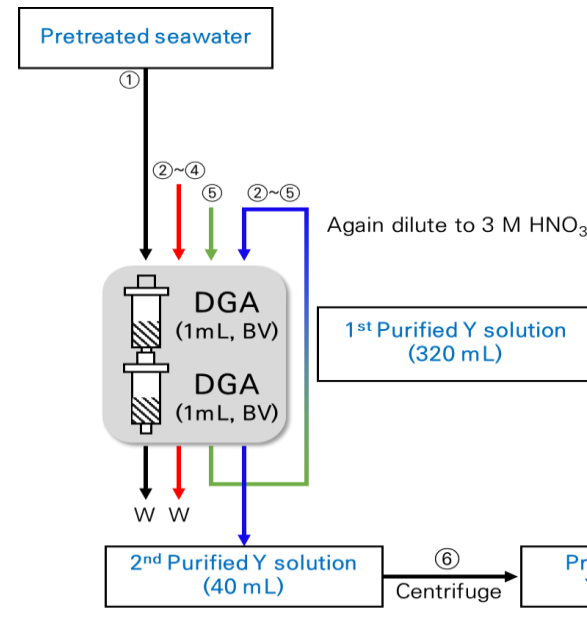 Pretreated seawater
①
②~④
⑤
②~⑤
Again dilute to 3 M HNO₃
DGA
(1mL, BV)
1st Purified Y solution
(320 mL)
DGA
(1mL, BV)
W W
2nd Purified Y solution
(40 mL)
⑥
Centrifuge
Pr